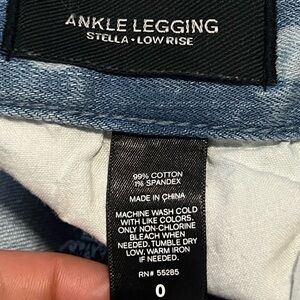 ANKLE LEGGING
STELLA • LOW RISE
99% COTTON
1% SPANDEX
MADE IN CHINA
MACHINE WASH COLD
WITH LIKE COLORS.
ONLY NON-CHLORINE
BLEACH WHEN
NEEDED. TUMBLE DRY
LOW, WARM IRON
IF NEEDED.
RN# 55285
0